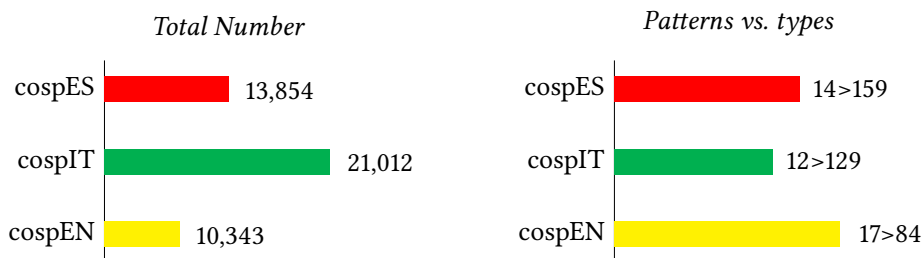 Total Number
cospES 13,854
cospIT 21,012
cospEN 10,343
Patterns vs. types
cospES 14>159
cospIT 12>129
cospEN 17>84